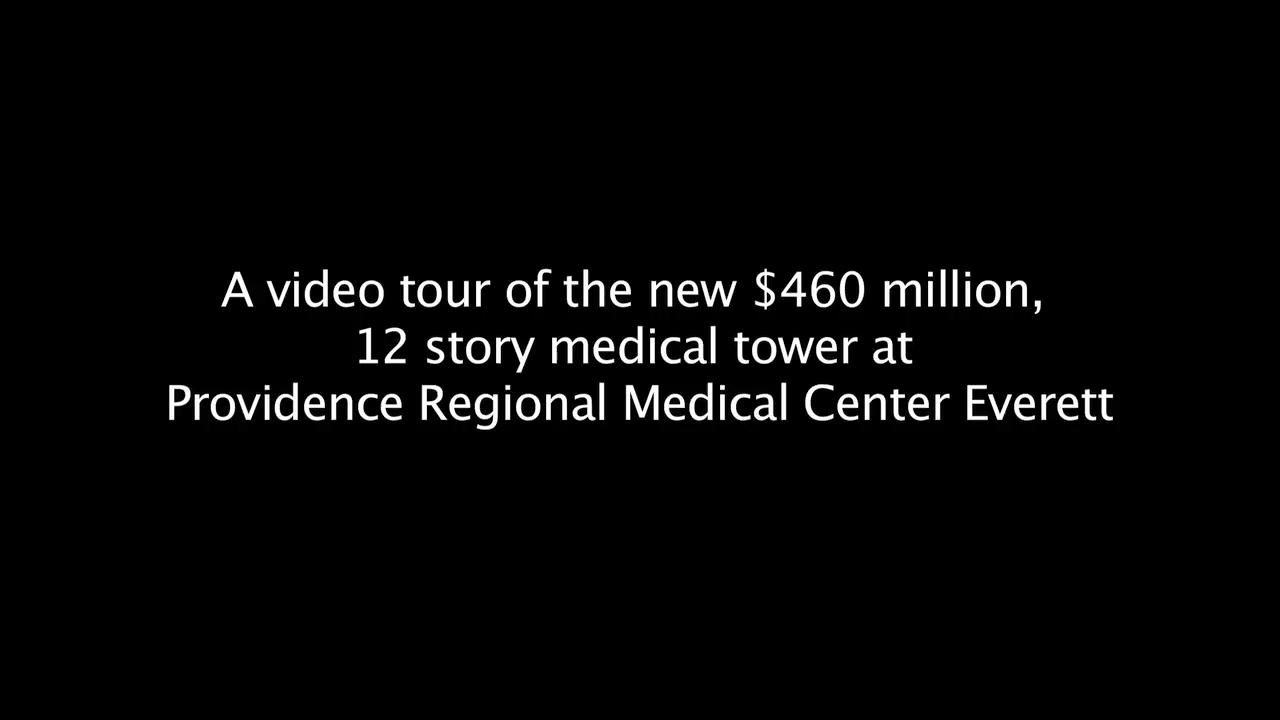 A video tour of the new $460 million,
12 story medical tower at
Providence Regional Medical Center Everett